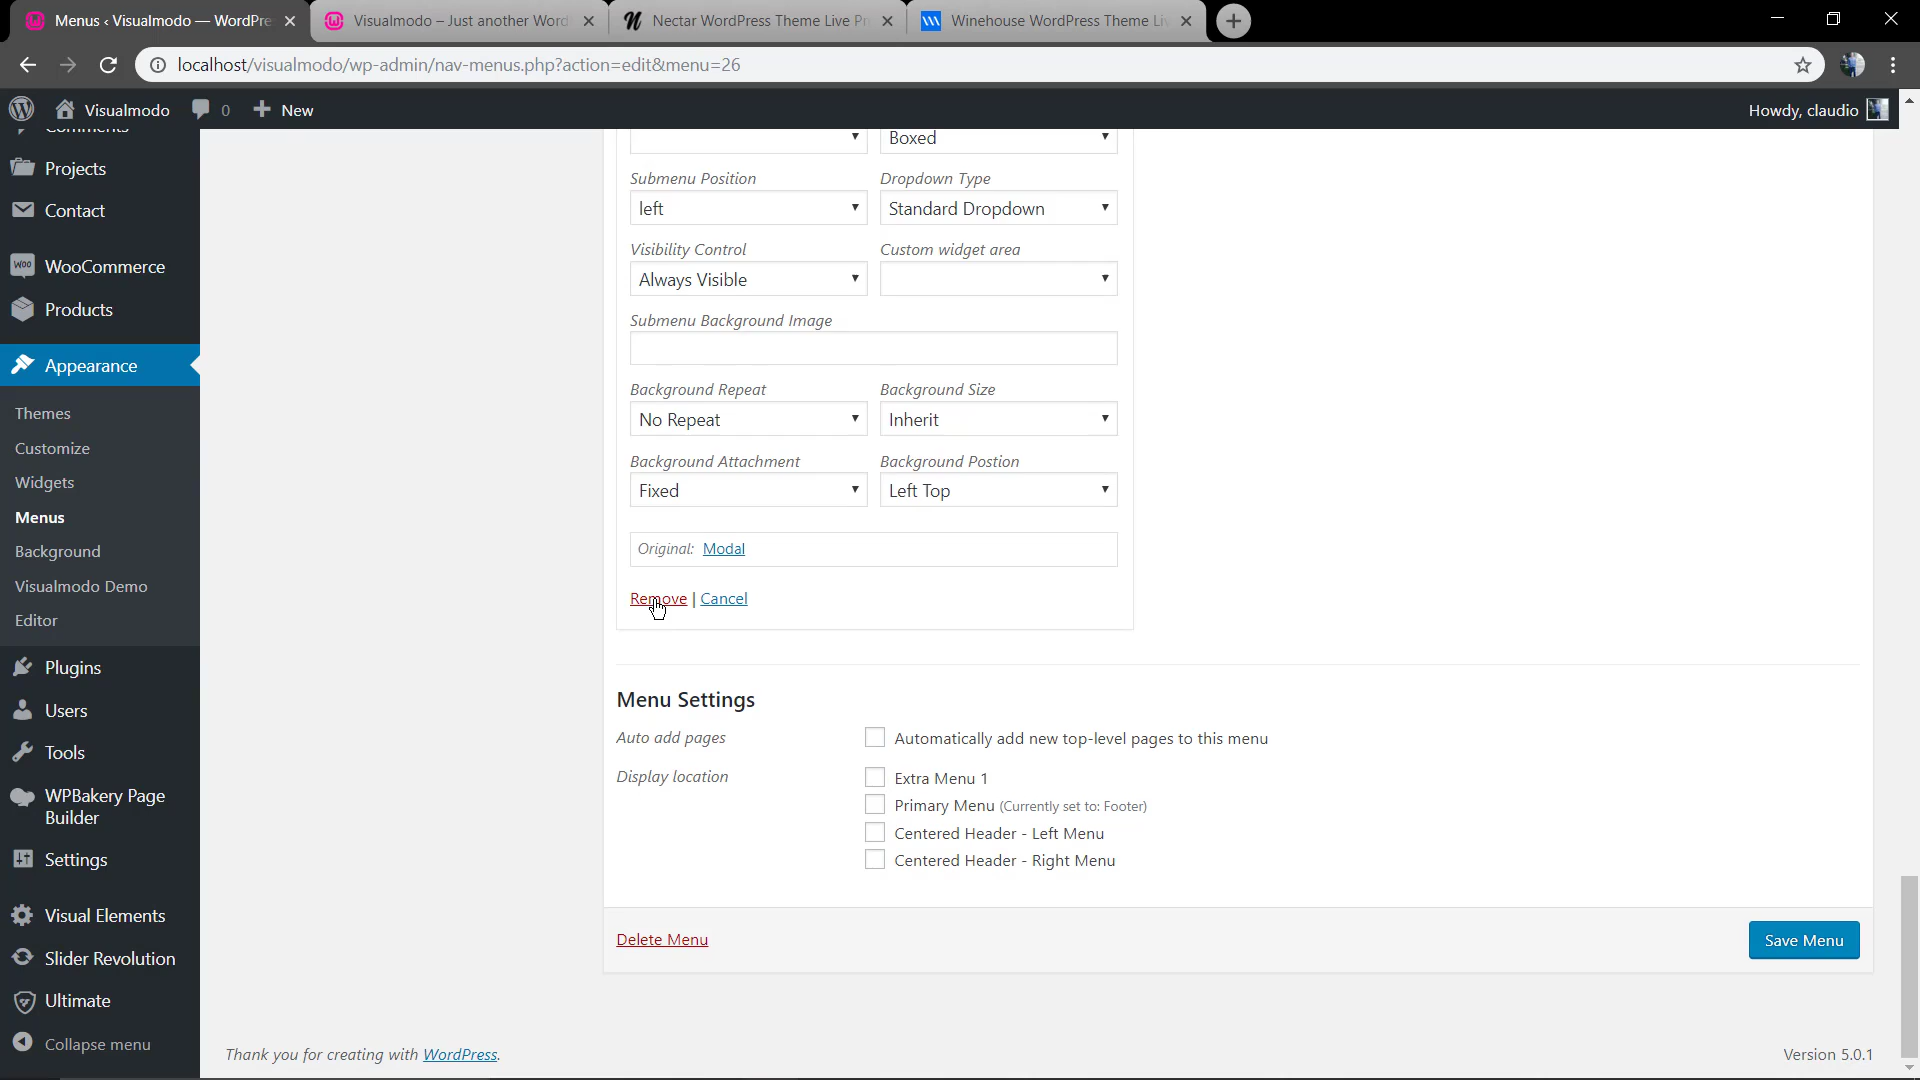 Menus ‹ Visualmodo — WordPre
Visualmodo – Just another Word
Nectar WordPress Theme Live Pr
Winehouse WordPress Theme Li
localhost/visualmodo/wp-admin/nav-menus.php?action=edit&menu=26
Visualmodo
0
New
Howdy, claudio
Comments
Projects
Contact
WooCommerce
Products
Appearance
Themes
Customize
Widgets
Menus
Background
Visualmodo Demo
Editor
Plugins
Users
Tools
WPBakery Page
Builder
Settings
Visual Elements
Slider Revolution
Ultimate
Collapse menu
Boxed
Submenu Position Dropdown Type
left Standard Dropdown
Visibility Control Custom widget area
Always Visible
Submenu Background Image
Background Repeat Background Size
No Repeat Inherit
Background Attachment Background Postion
Fixed Left Top
Original: Modal
Remove | Cancel
Menu Settings
Auto add pages Automatically add new top-level pages to this menu
Display location Extra Menu 1
Primary Menu (Currently set to: Footer)
Centered Header - Left Menu
Centered Header - Right Menu
Delete Menu Save Menu
Thank you for creating with WordPress. Version 5.0.1